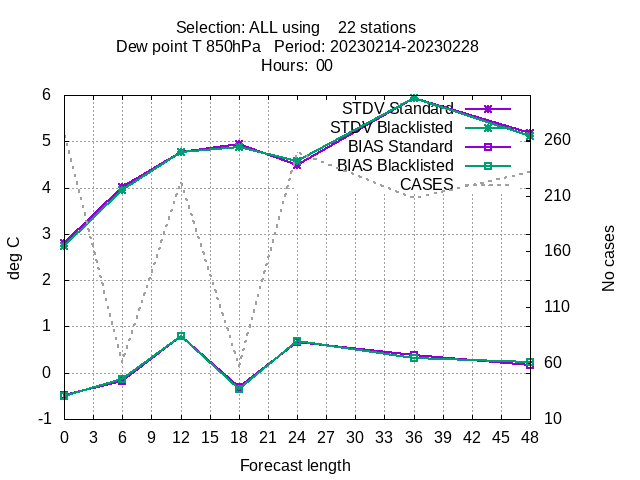 Selection: ALL using    22 stations
Dew point T 850hPa   Period: 20230214-20230228
Hours:  00
6
5
4
3
2
1
0
-1
deg C
STDV Standard
STDV Blacklisted
BIAS Standard
BIAS Blacklisted
CASES
260
210
160
110
60
10
No cases
0 3 6 9 12 15 18 21 24 27 30 33 36 39 42 45 48
Forecast length